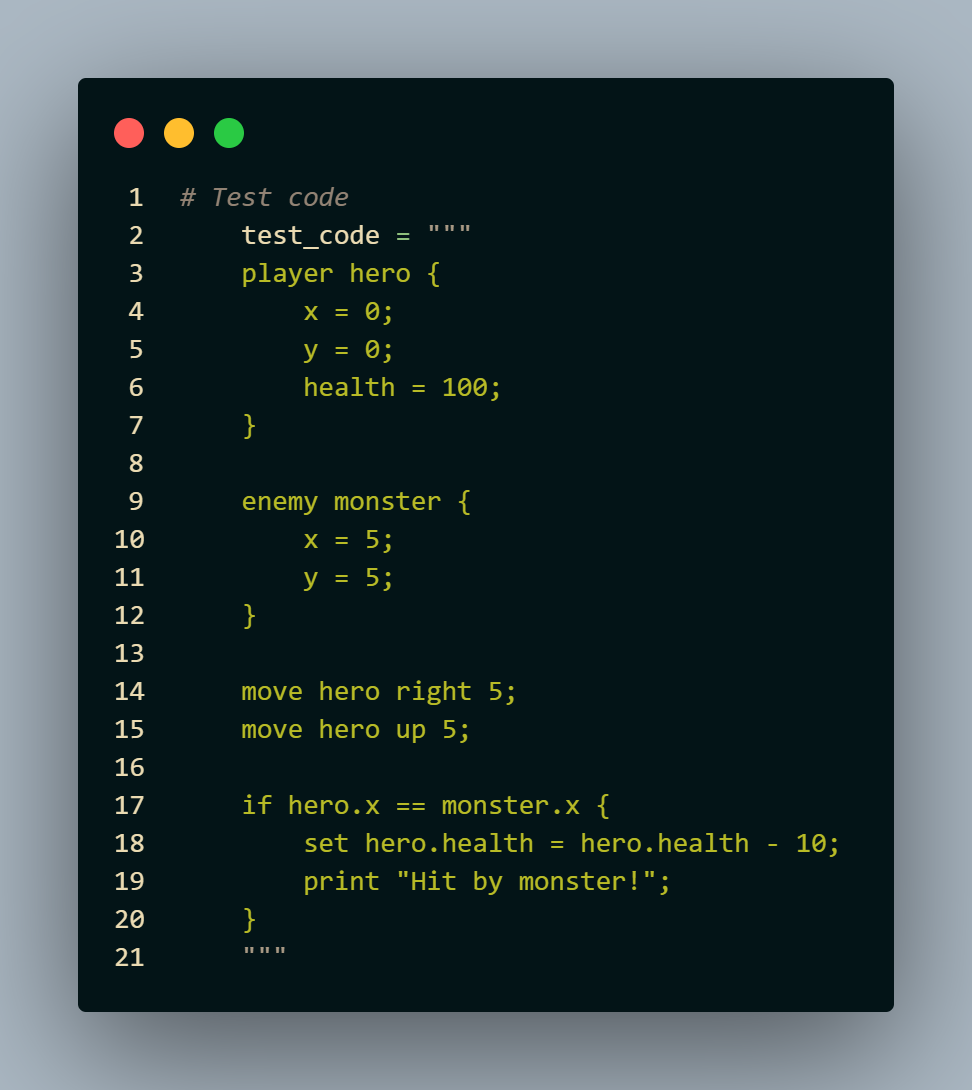 1 # Test code
2     test_code = """
3     player hero {
4         x = 0;
5         y = 0;
6         health = 100;
7     }
8
9     enemy monster {
10         x = 5;
11         y = 5;
12     }
13
14     move hero right 5;
15     move hero up 5;
16
17     if hero.x == monster.x {
18         set hero.health = hero.health - 10;
19         print "Hit by monster!";
20     }
21     """